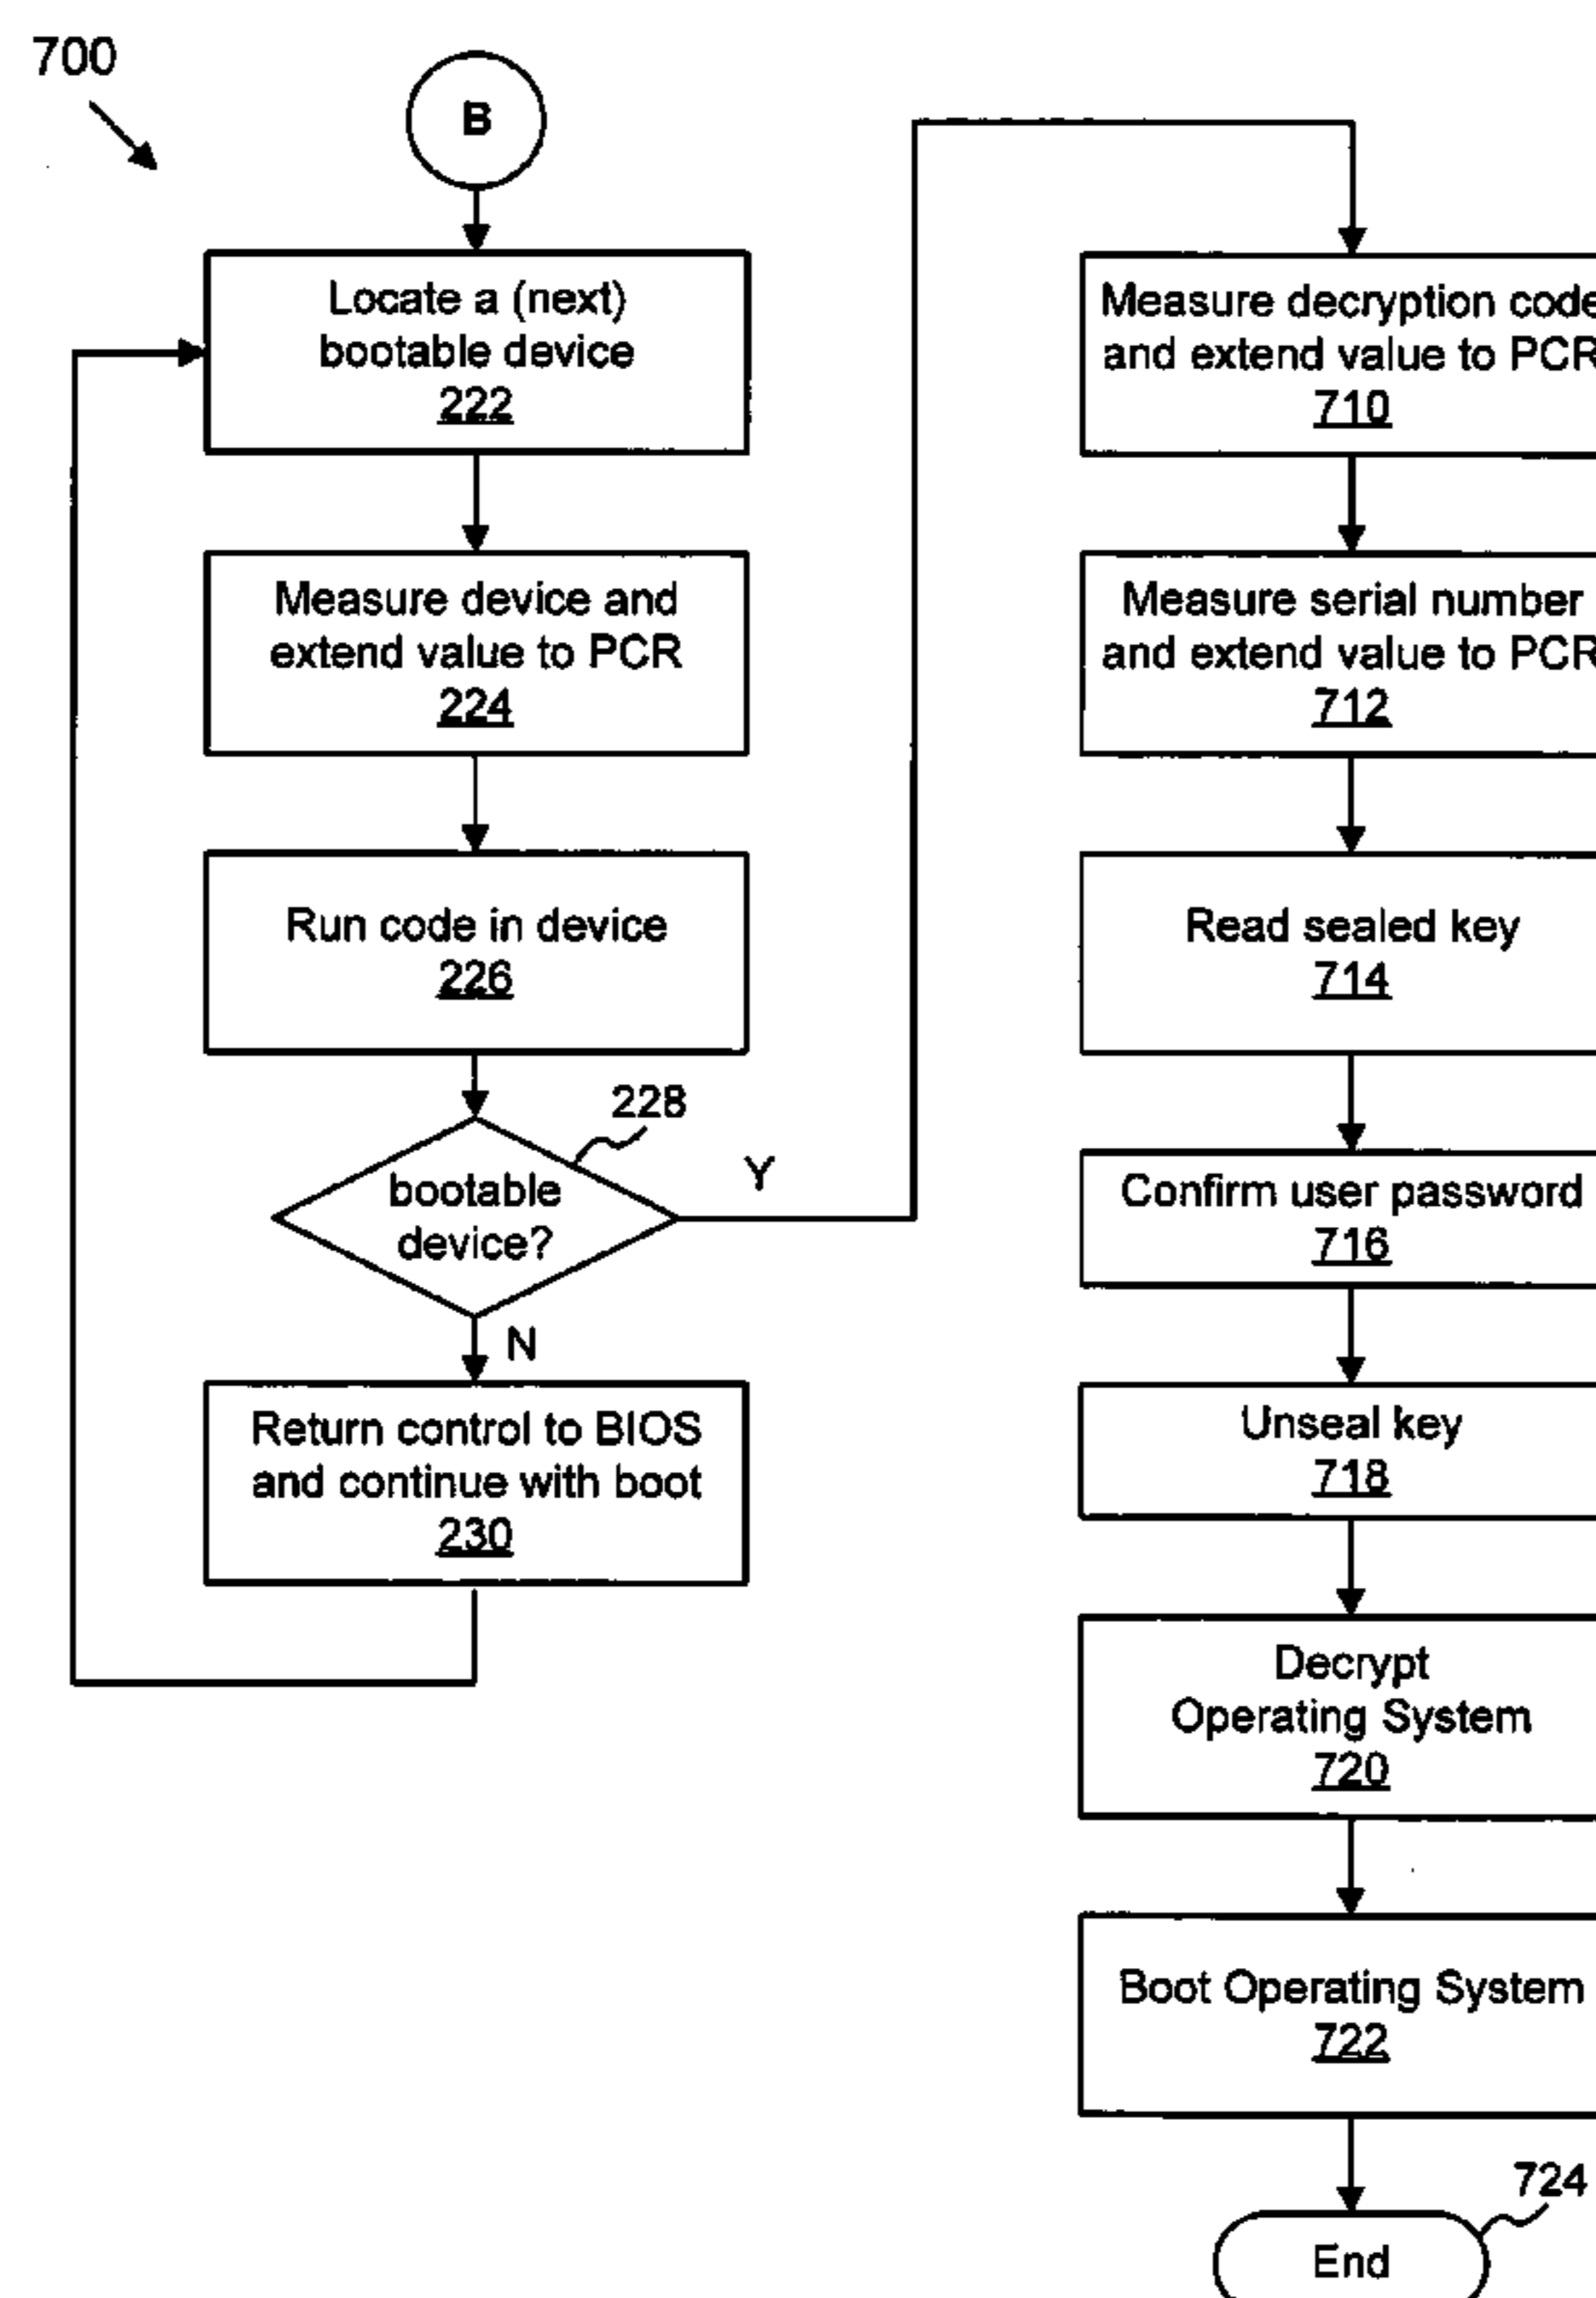 700
B
Locate a (next)
bootable device
222
Measure device and
extend value to PCR
224
Run code in device
226
228
bootable
device?
Y
N
Return control to BIOS
and continue with boot
230
Measure decryption code
and extend value to PCR
710
Measure serial number
and extend value to PCR
712
Read sealed key
714
Confirm user password
716
Unseal key
718
Decrypt
Operating System
720
Boot Operating System
722
724
End